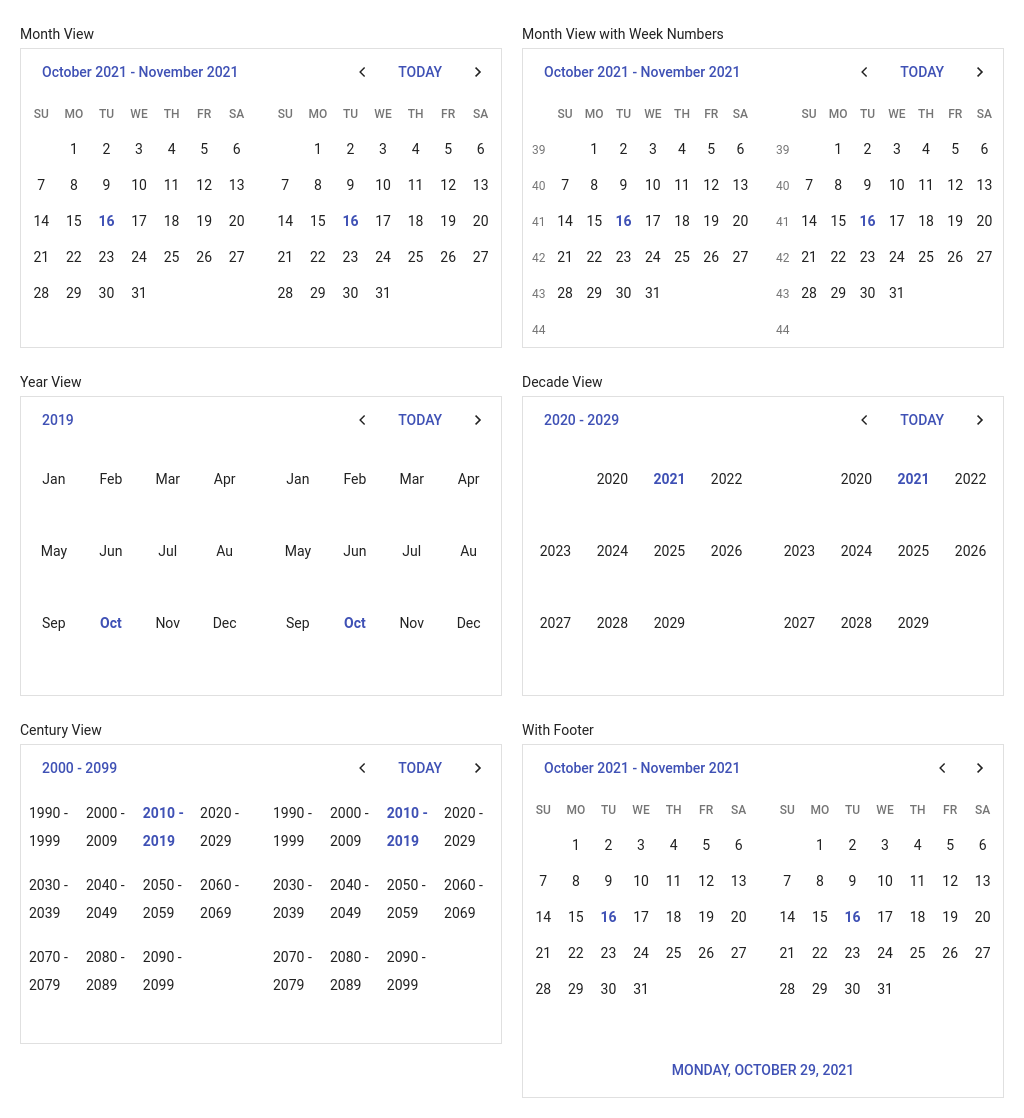 Month View
October 2021 - November 2021 TODAY
SU MO TU WE TH FR SA SU MO TU WE TH FR SA
1 2 3 4 5 6 1 2 3 4 5 6
7 8 9 10 11 12 13 7 8 9 10 11 12 13
14 15 16 17 18 19 20 14 15 16 17 18 19 20
21 22 23 24 25 26 27 21 22 23 24 25 26 27
28 29 30 31 28 29 30 31
Month View with Week Numbers
October 2021 - November 2021 TODAY
SU MO TU WE TH FR SA SU MO TU WE TH FR SA
39 1 2 3 4 5 6 39 1 2 3 4 5 6
40 7 8 9 10 11 12 13 40 7 8 9 10 11 12 13
41 14 15 16 17 18 19 20 41 14 15 16 17 18 19 20
42 21 22 23 24 25 26 27 42 21 22 23 24 25 26 27
43 28 29 30 31 43 28 29 30 31
44 44
Year View
2019 TODAY
Jan Feb Mar Apr Jan Feb Mar Apr
May Jun Jul Au May Jun Jul Au
Sep Oct Nov Dec Sep Oct Nov Dec
Decade View
2020 - 2029 TODAY
2020 2021 2022 2020 2021 2022
2023 2024 2025 2026 2023 2024 2025 2026
2027 2028 2029 2027 2028 2029
Century View
2000 - 2099 TODAY
1990 - 2000 - 2010 - 2020 - 1990 - 2000 - 2010 - 2020 -
1999 2009 2019 2029 1999 2009 2019 2029
2030 - 2040 - 2050 - 2060 - 2030 - 2040 - 2050 - 2060 -
2039 2049 2059 2069 2039 2049 2059 2069
2070 - 2080 - 2090 - 2070 - 2080 - 2090 -
2079 2089 2099 2079 2089 2099
With Footer
October 2021 - November 2021
SU MO TU WE TH FR SA SU MO TU WE TH FR SA
1 2 3 4 5 6 1 2 3 4 5 6
7 8 9 10 11 12 13 7 8 9 10 11 12 13
14 15 16 17 18 19 20 14 15 16 17 18 19 20
21 22 23 24 25 26 27 21 22 23 24 25 26 27
28 29 30 31 28 29 30 31
MONDAY, OCTOBER 29, 2021